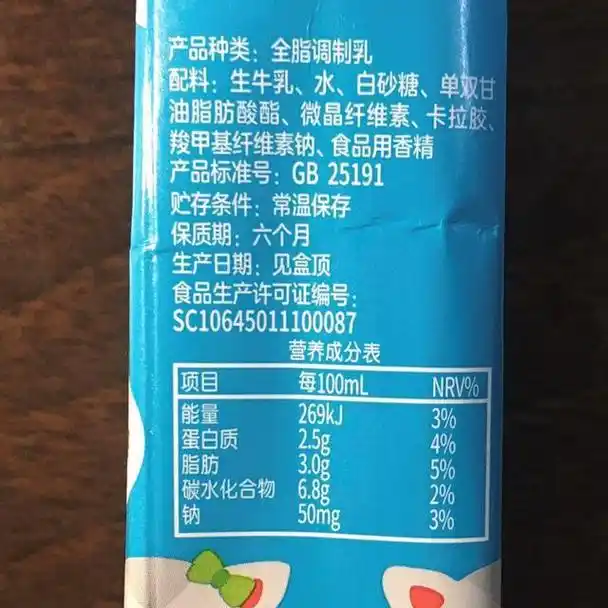 产品种类：全脂调制乳
配料：生牛乳、水、白砂糖、单双甘
油脂肪酸酯、微晶纤维素、卡拉胶、
羧甲基纤维素钠、食品用香精
产品标准号：GB 25191
贮存条件：常温保存
保质期：六个月
生产日期：见盒顶
食品生产许可证编号：
SC10645011100087
营养成分表
项目 每100mL NRV%
能量 269kJ 3%
蛋白质 2.5g 4%
脂肪 3.0g 5%
碳水化合物 6.8g 2%
钠 50mg 3%